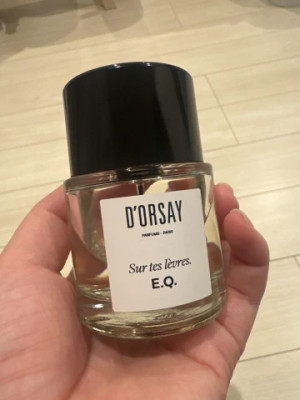 D'ORSAY
PARFUMS - PARIS
Sur tes lèvres.
E.Q.